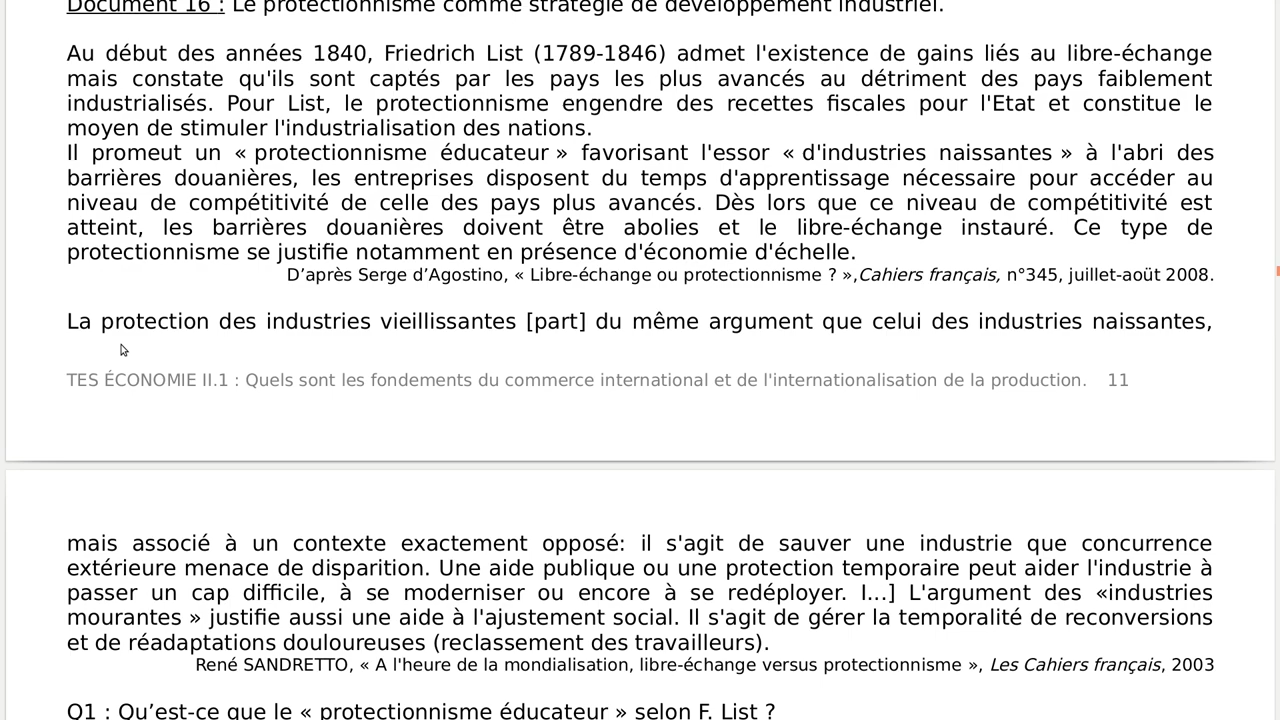 Document 16 : Le protectionnisme comme stratégie de développement industriel.
Au début des années 1840, Friedrich List (1789-1846) admet l'existence de gains liés au libre-échange
mais constate qu'ils sont captés par les pays les plus avancés au détriment des pays faiblement
industrialisés. Pour List, le protectionnisme engendre des recettes fiscales pour l'Etat et constitue le
moyen de stimuler l'industrialisation des nations.
Il promeut un « protectionnisme éducateur » favorisant l'essor « d'industries naissantes » à l'abri des
barrières douanières, les entreprises disposent du temps d'apprentissage nécessaire pour accéder au
niveau de compétitivité de celle des pays plus avancés. Dès lors que ce niveau de compétitivité est
atteint, les barrières douanières doivent être abolies et le libre-échange instauré. Ce type de
protectionnisme se justifie notamment en présence d'économie d'échelle.
D’après Serge d’Agostino, « Libre-échange ou protectionnisme ? »,Cahiers français, n°345, juillet-aoüt 2008.
La protection des industries vieillissantes [part] du même argument que celui des industries naissantes,
TES ÉCONOMIE II.1 : Quels sont les fondements du commerce international et de l'internationalisation de la production. 11
mais associé à un contexte exactement opposé: il s'agit de sauver une industrie que concurrence
extérieure menace de disparition. Une aide publique ou une protection temporaire peut aider l'industrie à
passer un cap difficile, à se moderniser ou encore à se redéployer. l...] L'argument des «industries
mourantes » justifie aussi une aide à l'ajustement social. Il s'agit de gérer la temporalité de reconversions
et de réadaptations douloureuses (reclassement des travailleurs).
René SANDRETTO, « A l'heure de la mondialisation, libre-échange versus protectionnisme », Les Cahiers français, 2003
Q1 : Qu’est-ce que le « protectionnisme éducateur » selon F. List ?